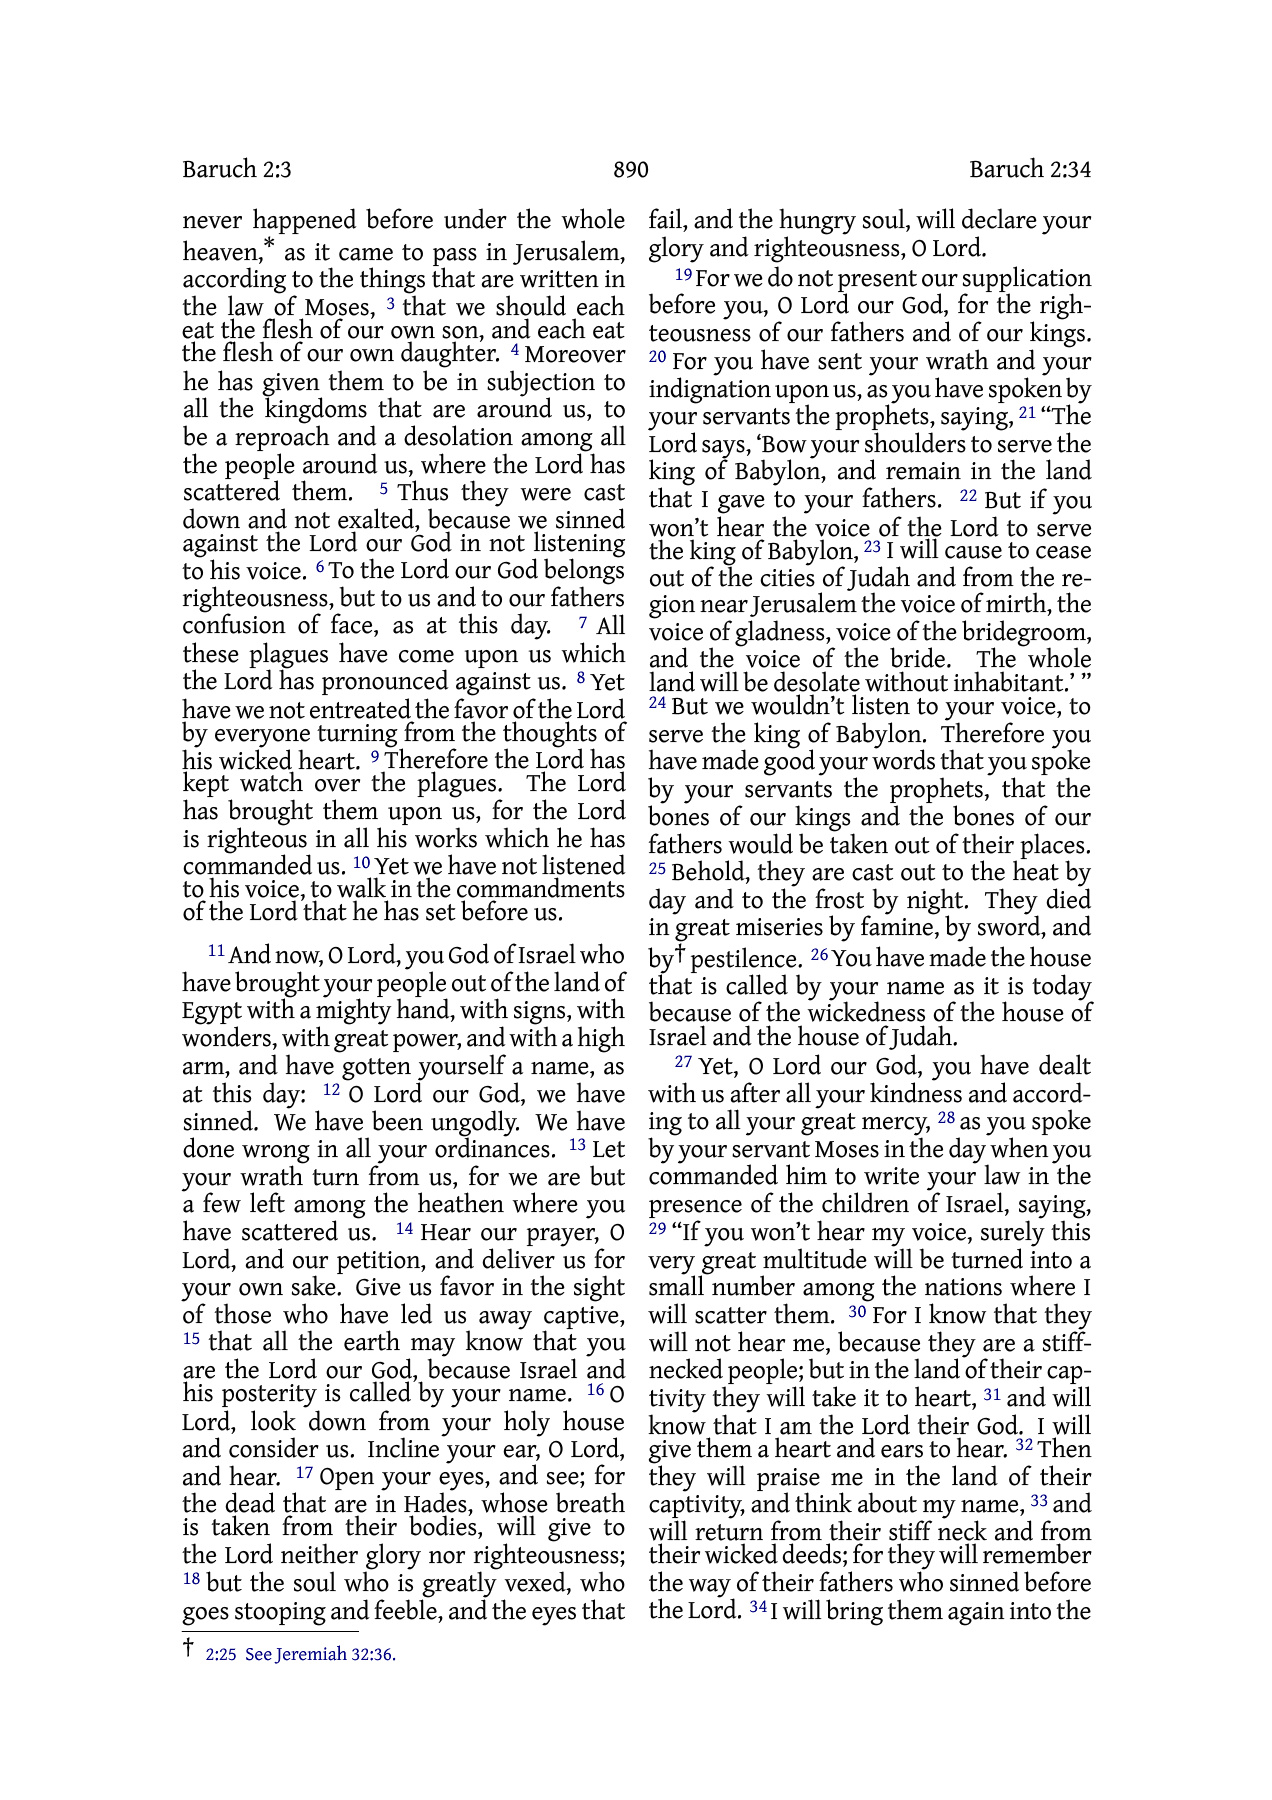 Baruch 2:3 890 Baruch 2:34
never happened before under the whole
heaven,* as it came to pass in Jerusalem,
according to the things that are written in
the law of Moses, 3 that we should each
eat the flesh of our own son, and each eat
the flesh of our own daughter. 4 Moreover
he has given them to be in subjection to
all the kingdoms that are around us, to
be a reproach and a desolation among all
the people around us, where the Lord has
scattered them. 5 Thus they were cast
down and not exalted, because we sinned
against the Lord our God in not listening
to his voice. 6 To the Lord our God belongs
righteousness, but to us and to our fathers
confusion of face, as at this day. 7 All
these plagues have come upon us which
the Lord has pronounced against us. 8 Yet
have we not entreated the favor of the Lord
by everyone turning from the thoughts of
his wicked heart. 9 Therefore the Lord has
kept watch over the plagues. The Lord
has brought them upon us, for the Lord
is righteous in all his works which he has
commanded us. 10 Yet we have not listened
to his voice, to walk in the commandments
of the Lord that he has set before us.
11 And now, O Lord, you God of Israel who
have brought your people out of the land of
Egypt with a mighty hand, with signs, with
wonders, with great power, and with a high
arm, and have gotten yourself a name, as
at this day: 12 O Lord our God, we have
sinned. We have been ungodly. We have
done wrong in all your ordinances. 13 Let
your wrath turn from us, for we are but
a few left among the heathen where you
have scattered us. 14 Hear our prayer, O
Lord, and our petition, and deliver us for
your own sake. Give us favor in the sight
of those who have led us away captive,
15 that all the earth may know that you
are the Lord our God, because Israel and
his posterity is called by your name. 16 O
Lord, look down from your holy house
and consider us. Incline your ear, O Lord,
and hear. 17 Open your eyes, and see; for
the dead that are in Hades, whose breath
is taken from their bodies, will give to
the Lord neither glory nor righteousness;
18 but the soul who is greatly vexed, who
goes stooping and feeble, and the eyes that
fail, and the hungry soul, will declare your
glory and righteousness, O Lord.
19 For we do not present our supplication
before you, O Lord our God, for the righ-
teousness of our fathers and of our kings.
20 For you have sent your wrath and your
indignation upon us, as you have spoken by
your servants the prophets, saying, 21 “The
Lord says, ‘Bow your shoulders to serve the
king of Babylon, and remain in the land
that I gave to your fathers. 22 But if you
won’t hear the voice of the Lord to serve
the king of Babylon, 23 I will cause to cease
out of the cities of Judah and from the re-
gion near Jerusalem the voice of mirth, the
voice of gladness, voice of the bridegroom,
and the voice of the bride. The whole
land will be desolate without inhabitant.’ ”
24 But we wouldn’t listen to your voice, to
serve the king of Babylon. Therefore you
have made good your words that you spoke
by your servants the prophets, that the
bones of our kings and the bones of our
fathers would be taken out of their places.
25 Behold, they are cast out to the heat by
day and to the frost by night. They died
in great miseries by famine, by sword, and
by† pestilence. 26 You have made the house
that is called by your name as it is today
because of the wickedness of the house of
Israel and the house of Judah.
27 Yet, O Lord our God, you have dealt
with us after all your kindness and accord-
ing to all your great mercy, 28 as you spoke
by your servant Moses in the day when you
commanded him to write your law in the
presence of the children of Israel, saying,
29 “If you won’t hear my voice, surely this
very great multitude will be turned into a
small number among the nations where I
will scatter them. 30 For I know that they
will not hear me, because they are a stiff-
necked people; but in the land of their cap-
tivity they will take it to heart, 31 and will
know that I am the Lord their God. I will
give them a heart and ears to hear. 32 Then
they will praise me in the land of their
captivity, and think about my name, 33 and
will return from their stiff neck and from
their wicked deeds; for they will remember
the way of their fathers who sinned before
the Lord. 34 I will bring them again into the
† 2:25 See Jeremiah 32:36.